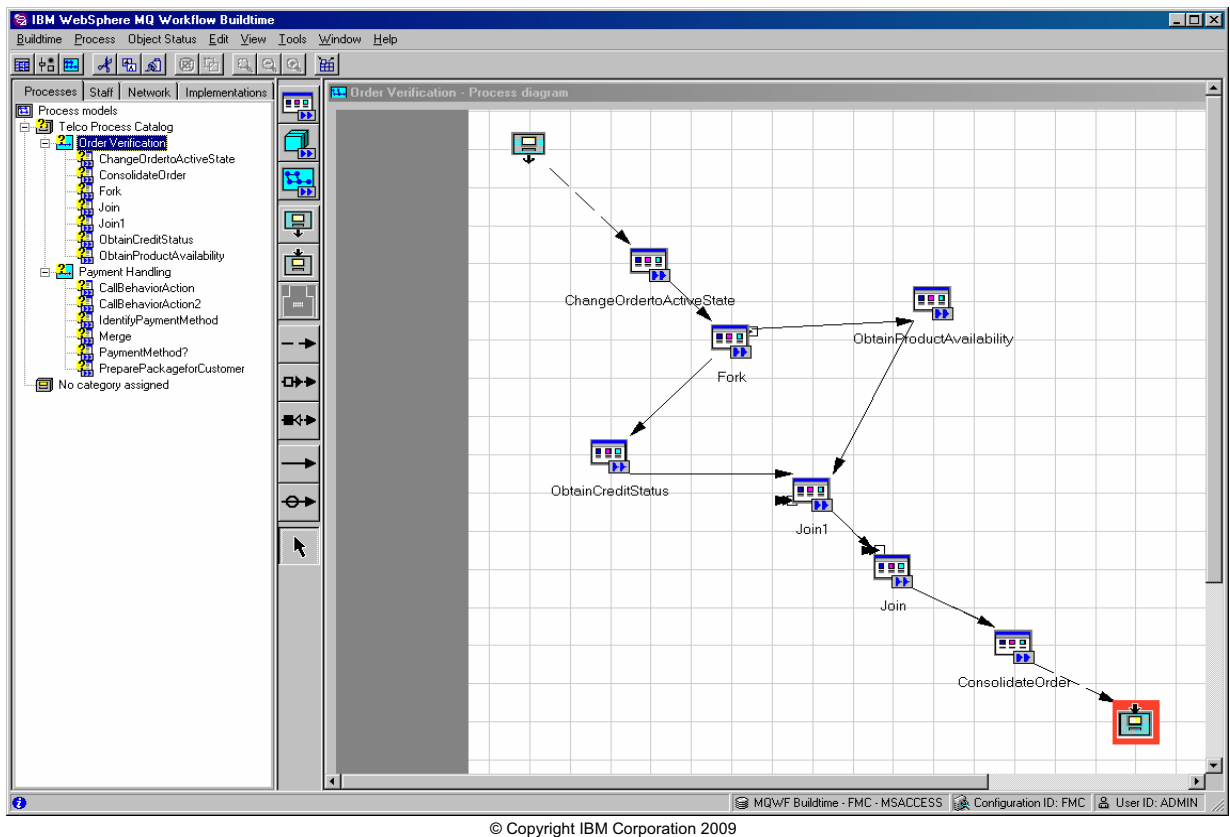 IBM WebSphere MQ Workflow Buildtime
Buildtime Process Object Status Edit View Tools Window Help
Processes Staff Network Implementations
Process models
Telco Process Catalog
Order Verification
ChangeOrdertoActiveState
ConsolidateOrder
Fork
Join
Join1
ObtainCreditStatus
ObtainProductAvailability
Payment Handling
CallBehaviorAction
CallBehaviorAction2
IdentifyPaymentMethod
Merge
PaymentMethod?
PreparePackageforCustomer
No category assigned
Order Verification - Process diagram
ChangeOrdertoActiveState
ObtainProductAvailability
Fork
ObtainCreditStatus
Join1
Join
ConsolidateOrder
MQWF Buildtime - FMC - MSACCESS Configuration ID: FMC User ID: ADMIN
© Copyright IBM Corporation 2009